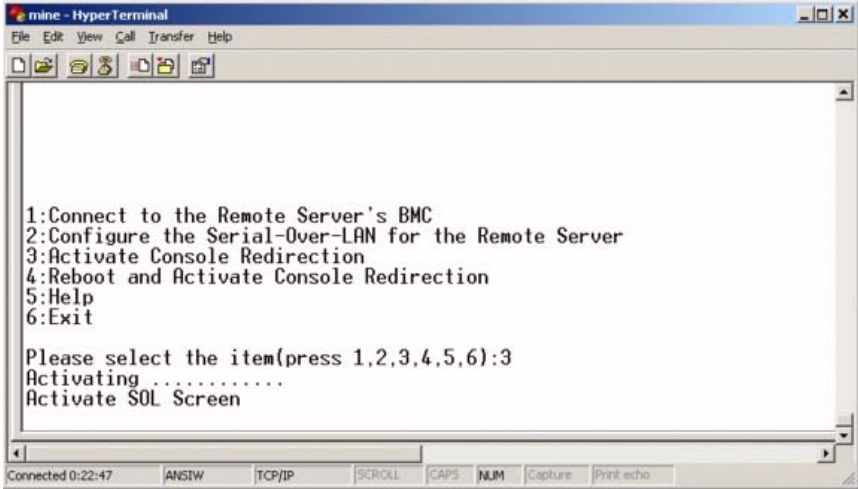 mine - HyperTerminal
File Edit View Call Transfer Help
1:Connect to the Remote Server's BMC
2:Configure the Serial-Over-LAN for the Remote Server
3:Activate Console Redirection
4:Reboot and Activate Console Redirection
5:Help
6:Exit
Please select the item(press 1,2,3,4,5,6):3
Activating ............
Activate SOL Screen
Connected 0:22:47 ANSIW TCP/IP SCROLL CAPS NUM Capture Print echo